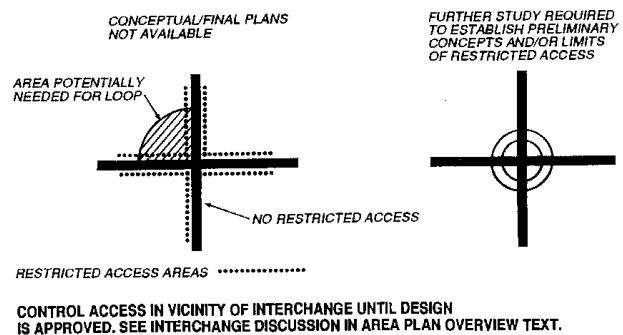 CONCEPTUAL/FINAL PLANS
NOT AVAILABLE
FURTHER STUDY REQUIRED
TO ESTABLISH PRELIMINARY
CONCEPTS AND/OR LIMITS
OF RESTRICTED ACCESS
AREA POTENTIALLY
NEEDED FOR LOOP
NO RESTRICTED ACCESS
RESTRICTED ACCESS AREAS
CONTROL ACCESS IN VICINITY OF INTERCHANGE UNTIL DESIGN
IS APPROVED. SEE INTERCHANGE DISCUSSION IN AREA PLAN OVERVIEW TEXT.